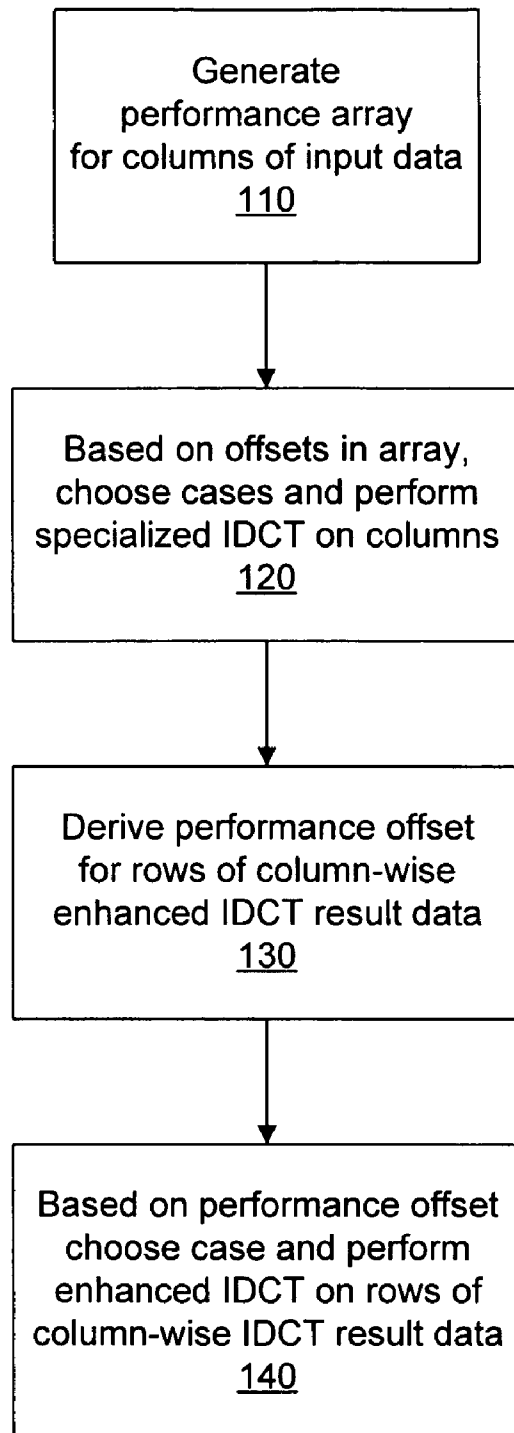 Generate
performance array
for columns of input data
110
Based on offsets in array,
choose cases and perform
specialized IDCT on columns
120
Derive performance offset
for rows of column-wise
enhanced IDCT result data
130
Based on performance offset
choose case and perform
enhanced IDCT on rows of
column-wise IDCT result data
140